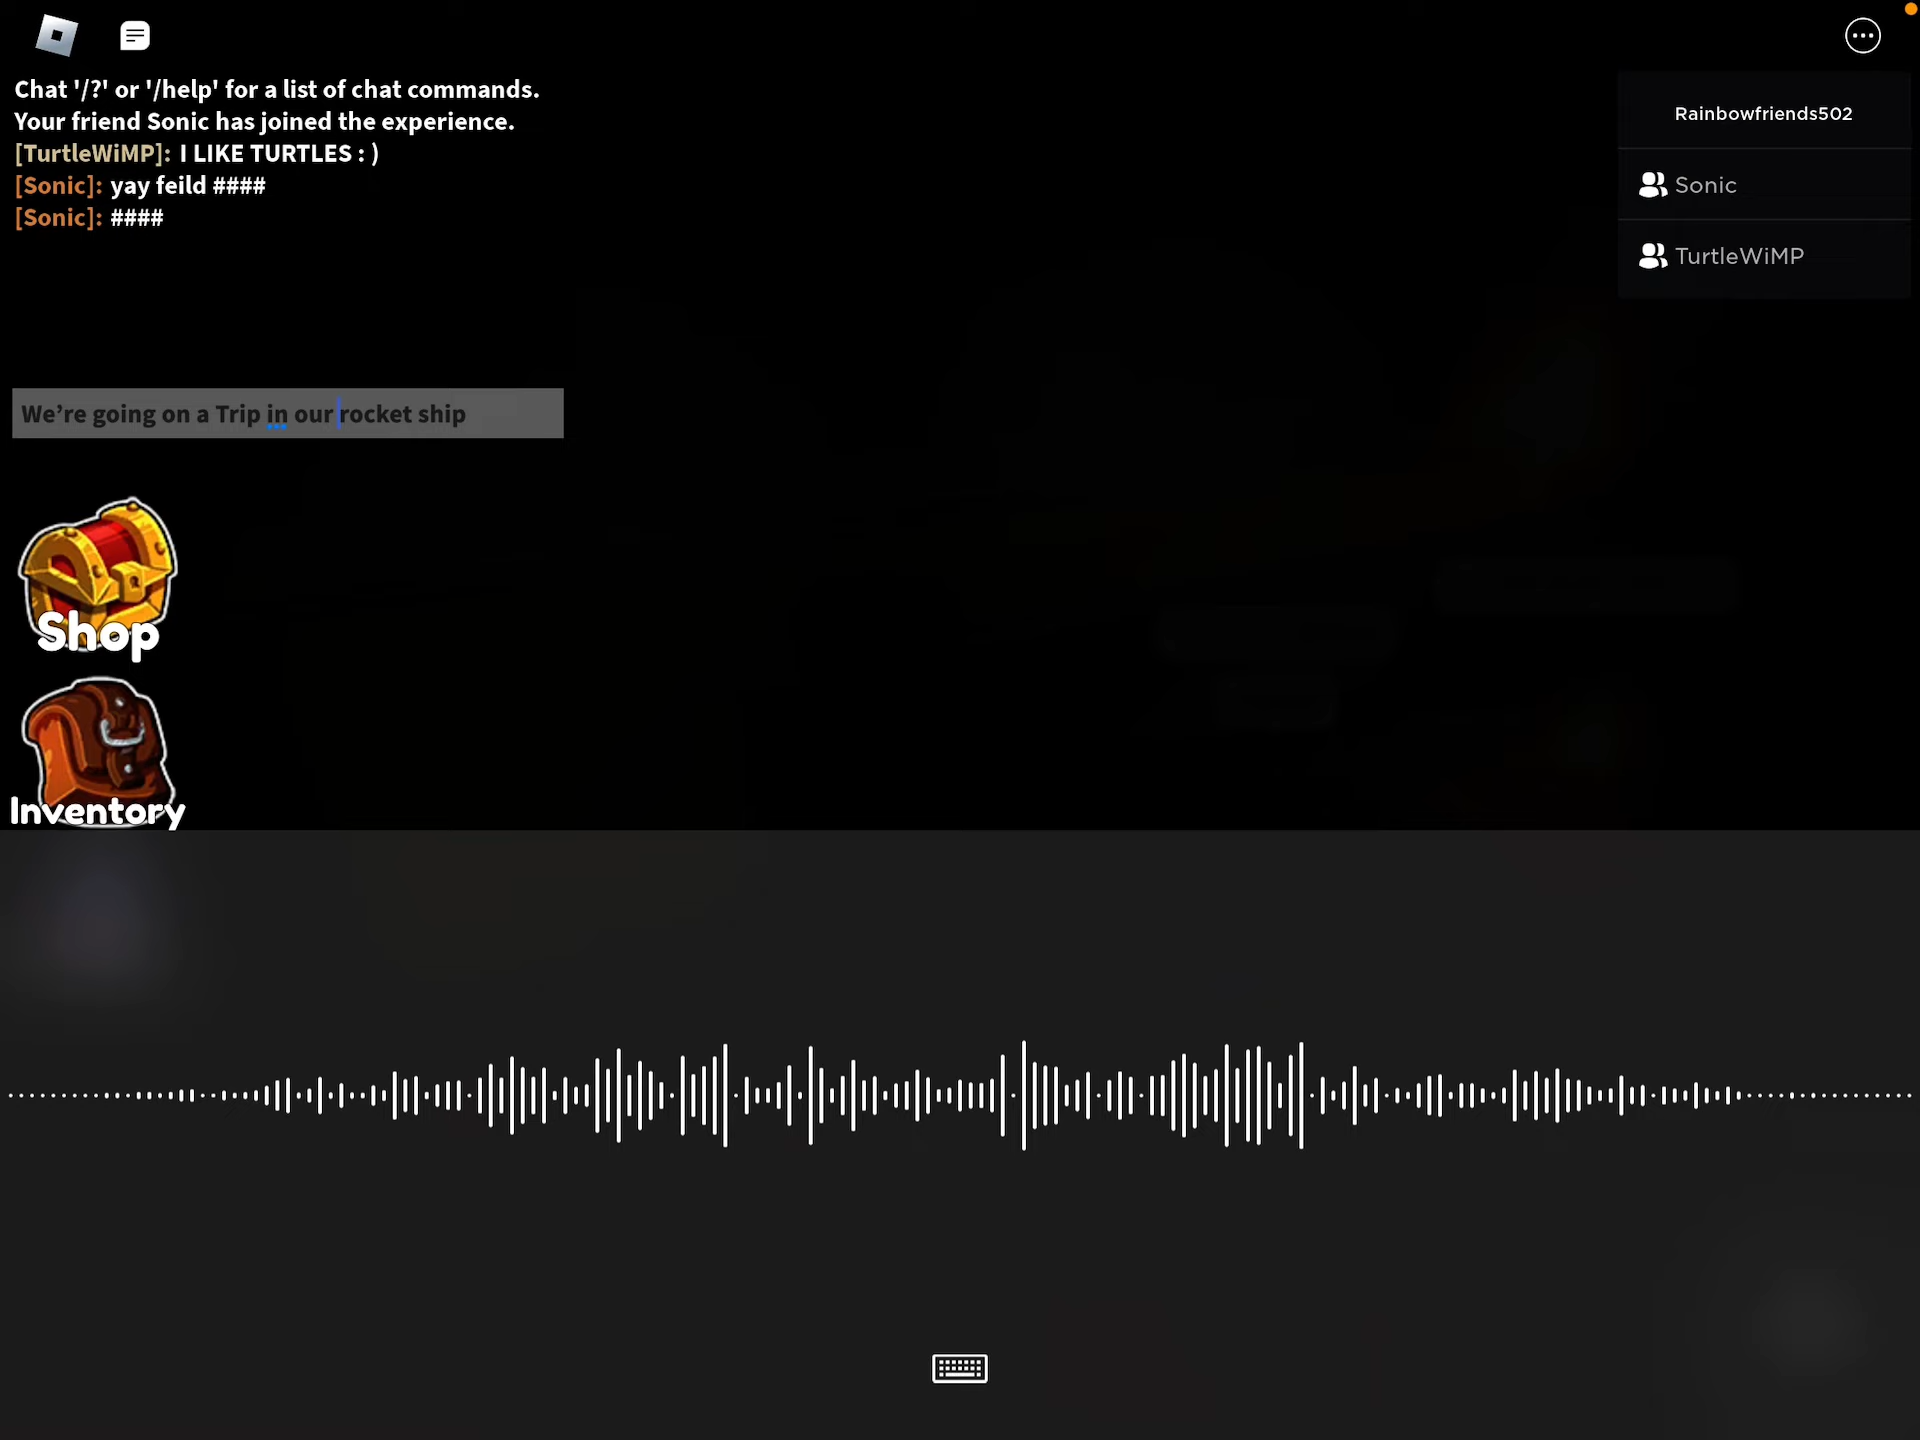 Chat '/?' or '/help' for a list of chat commands.
Your friend Sonic has joined the experience.
[TurtleWiMP]: I LIKE TURTLES : )
[Sonic]: yay feild ####
[Sonic]: ####
Rainbowfriends502
Sonic
TurtleWiMP
We’re going on a Trip in our rocket ship
Shop
Inventory